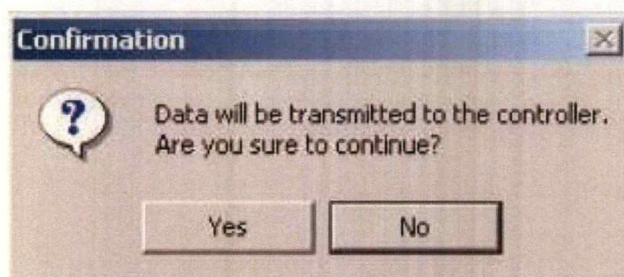 Confirmation
?
Data will be transmitted to the controller.
Are you sure to continue?
Yes No